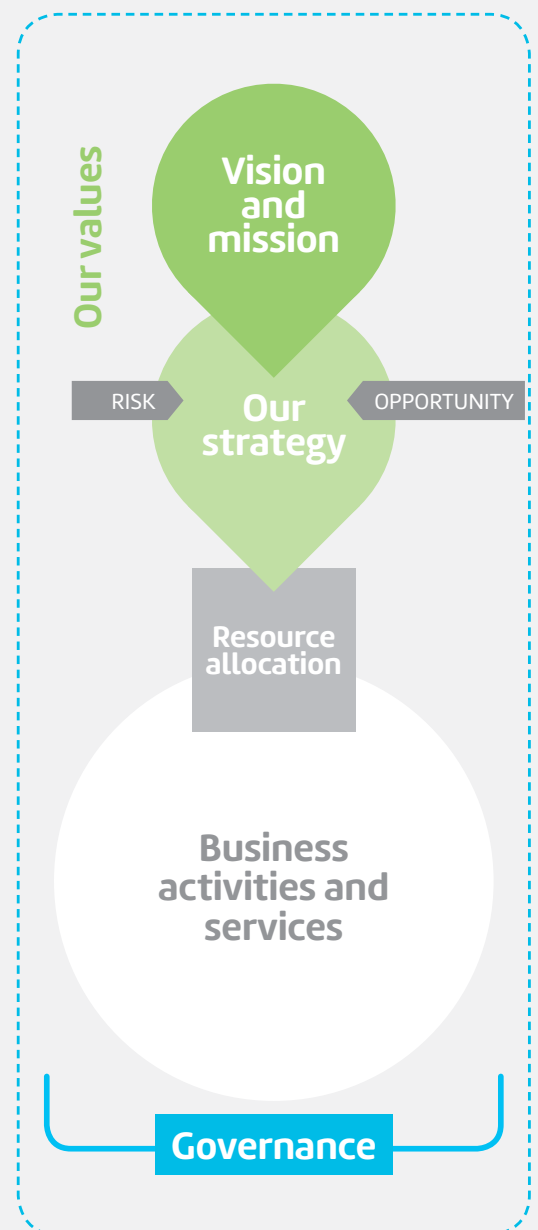 Our values
Vision
and
mission
RISK
Our
strategy
OPPORTUNITY
Resource
allocation
Business
activities and
services
Governance